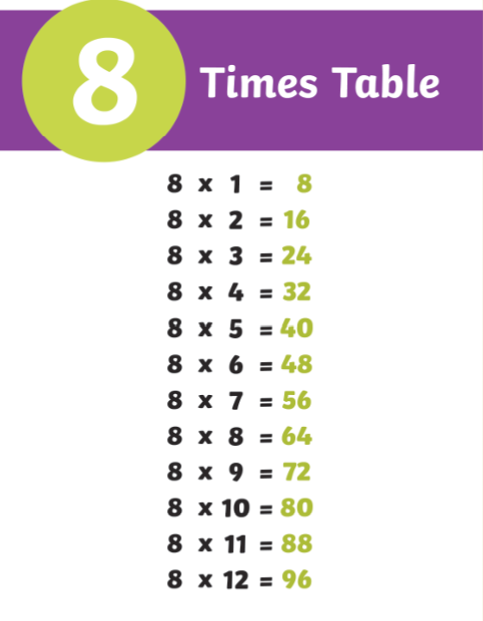 8 Times Table
8 x 1 = 8
8 x 2 = 16
8 x 3 = 24
8 x 4 = 32
8 x 5 = 40
8 x 6 = 48
8 x 7 = 56
8 x 8 = 64
8 x 9 = 72
8 x 10 = 80
8 x 11 = 88
8 x 12 = 96